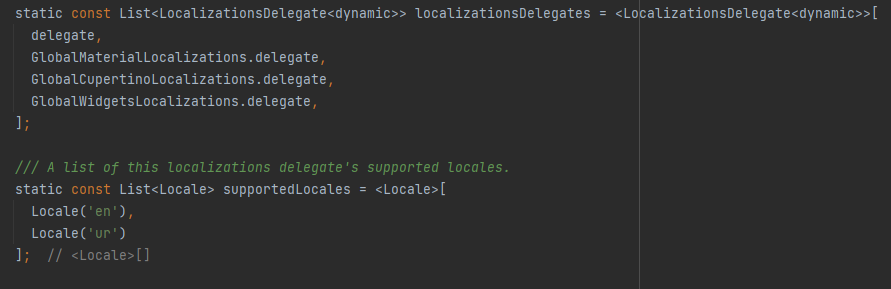 static const List<LocalizationsDelegate<dynamic>> localizationsDelegates = <LocalizationsDelegate<dynamic>>[
delegate,
GlobalMaterialLocalizations.delegate,
GlobalCupertinoLocalizations.delegate,
GlobalWidgetsLocalizations.delegate,
];
/// A list of this localizations delegate's supported locales.
static const List<Locale> supportedLocales = <Locale>[
Locale('en'),
Locale('ur')
]; // <Locale>[]